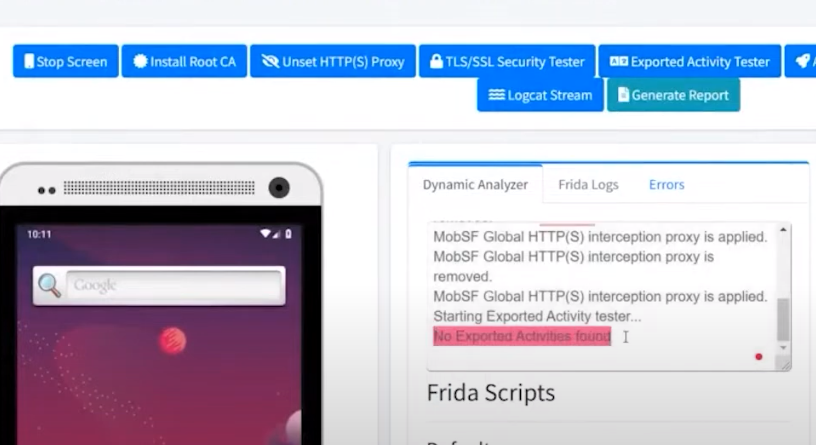 Stop Screen
Install Root CA
Unset HTTP(S) Proxy
TLS/SSL Security Tester
Exported Activity Tester
Logcat Stream
Generate Report
Dynamic Analyzer
Frida Logs
Errors
MobSF Global HTTP(S) interception proxy is applied.
MobSF Global HTTP(S) interception proxy is
removed.
MobSF Global HTTP(S) interception proxy is applied.
Starting Exported Activity tester...
No Exported Activities found
10:11
Google
Frida Scripts